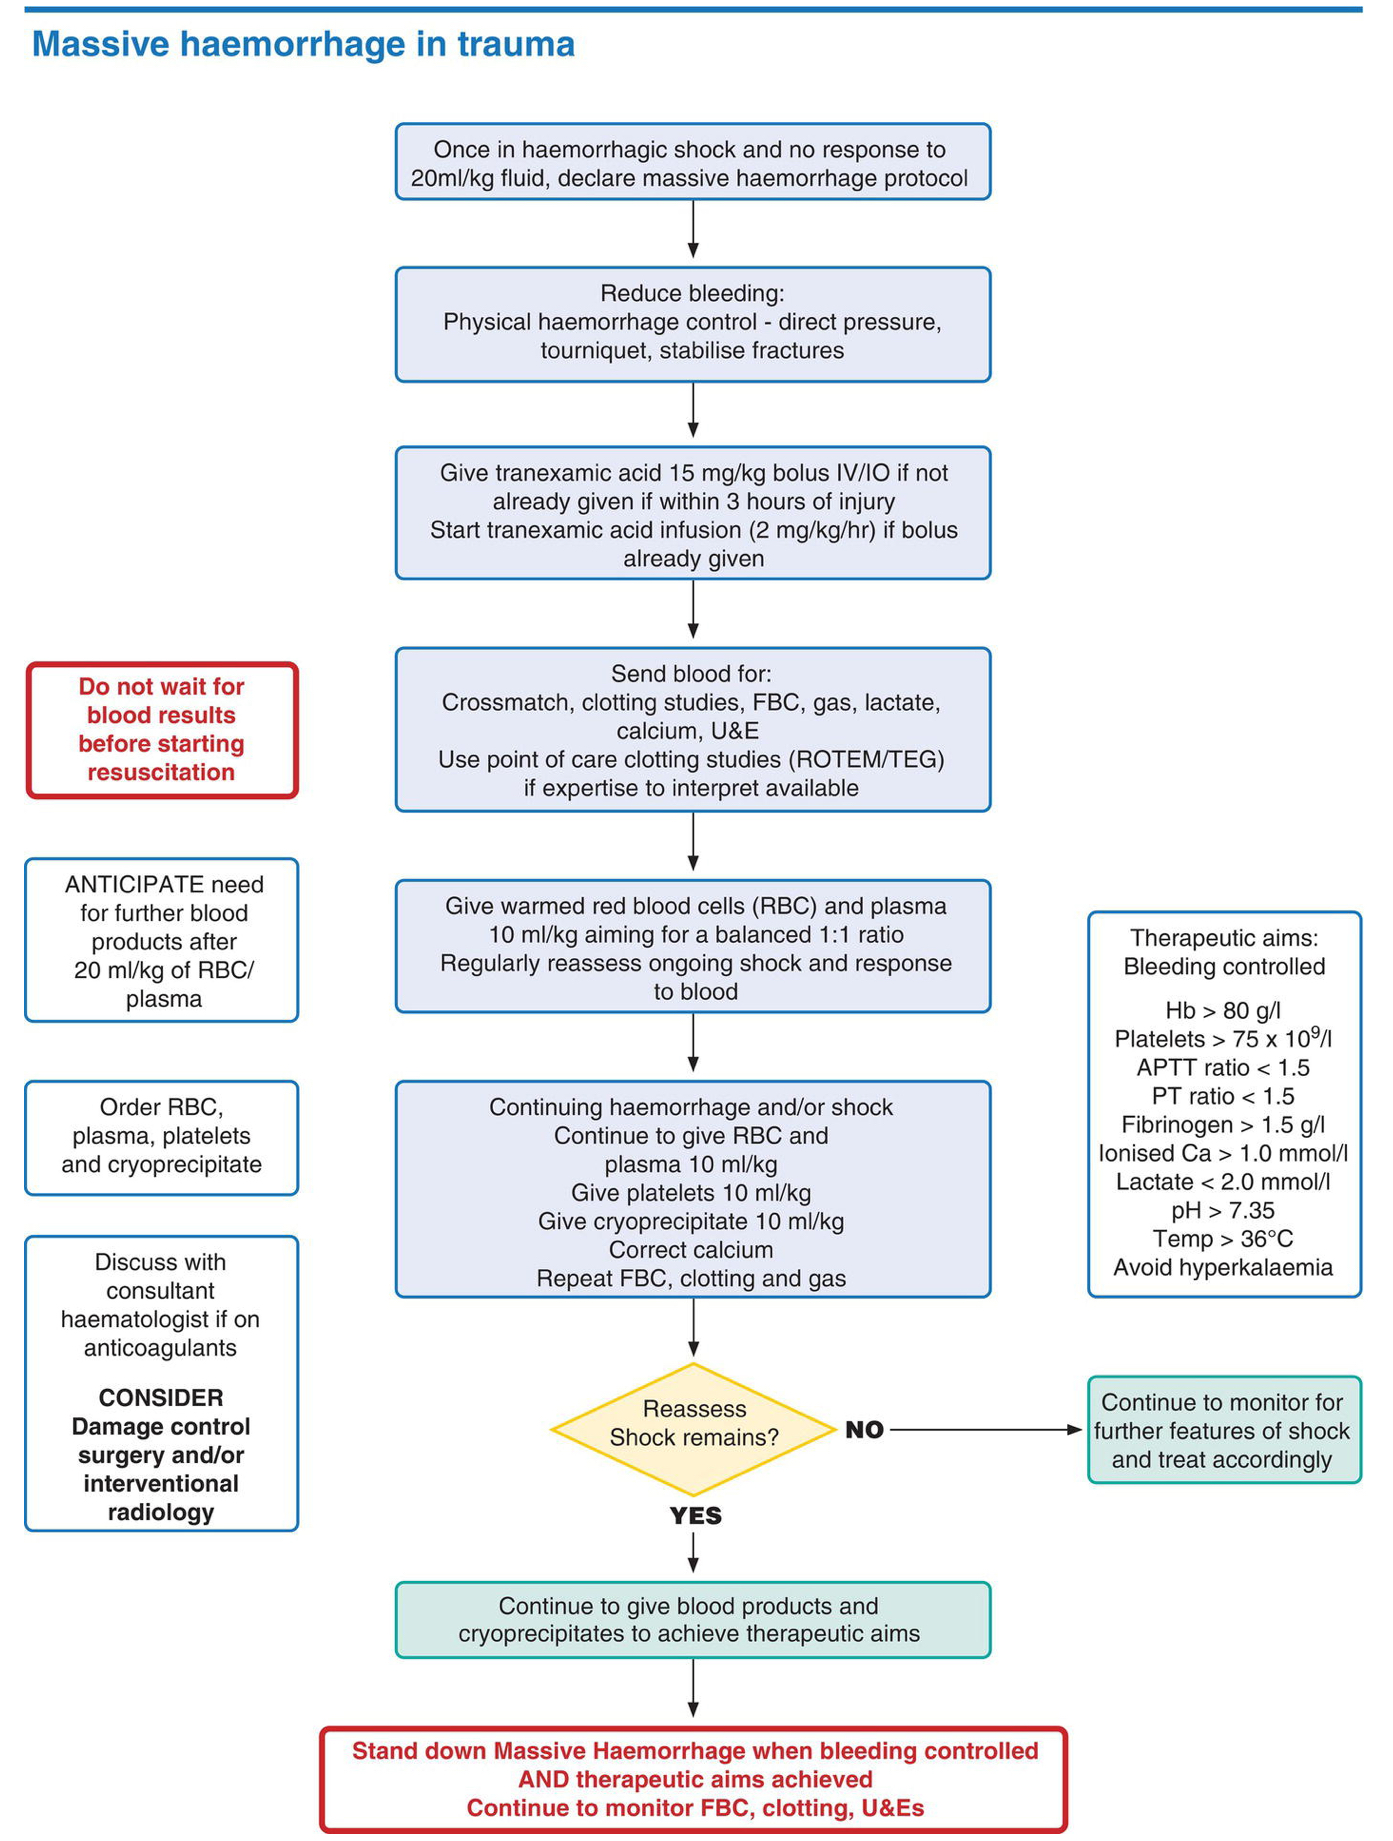 Massive haemorrhage in trauma
Once in haemorrhagic shock and no response to
20ml/kg fluid, declare massive haemorrhage protocol
Reduce bleeding:
Physical haemorrhage control - direct pressure,
tourniquet, stabilise fractures
Give tranexamic acid 15 mg/kg bolus IV/IO if not
already given if within 3 hours of injury
Start tranexamic acid infusion (2 mg/kg/hr) if bolus
already given
Do not wait for
blood results
before starting
resuscitation
Send blood for:
Crossmatch, clotting studies, FBC, gas, lactate,
calcium, U&E
Use point of care clotting studies (ROTEM/TEG)
if expertise to interpret available
ANTICIPATE need
for further blood
products after
20 ml/kg of RBC/
plasma
Give warmed red blood cells (RBC) and plasma
10 ml/kg aiming for a balanced 1:1 ratio
Regularly reassess ongoing shock and response
to blood
Therapeutic aims:
Bleeding controlled
Hb > 80 g/l
Platelets > 75 x 10⁹/l
APTT ratio < 1.5
PT ratio < 1.5
Fibrinogen > 1.5 g/l
Ionised Ca > 1.0 mmol/l
Lactate < 2.0 mmol/l
pH > 7.35
Temp > 36°C
Avoid hyperkalaemia
Order RBC,
plasma, platelets
and cryoprecipitate
Continuing haemorrhage and/or shock
Continue to give RBC and
plasma 10 ml/kg
Give platelets 10 ml/kg
Give cryoprecipitate 10 ml/kg
Correct calcium
Repeat FBC, clotting and gas
Discuss with
consultant
haematologist if on
anticoagulants
CONSIDER
Damage control
surgery and/or
interventional
radiology
Reassess
Shock remains?
NO
Continue to monitor for
further features of shock
and treat accordingly
YES
Continue to give blood products and
cryoprecipitates to achieve therapeutic aims
Stand down Massive Haemorrhage when bleeding controlled
AND therapeutic aims achieved
Continue to monitor FBC, clotting, U&Es